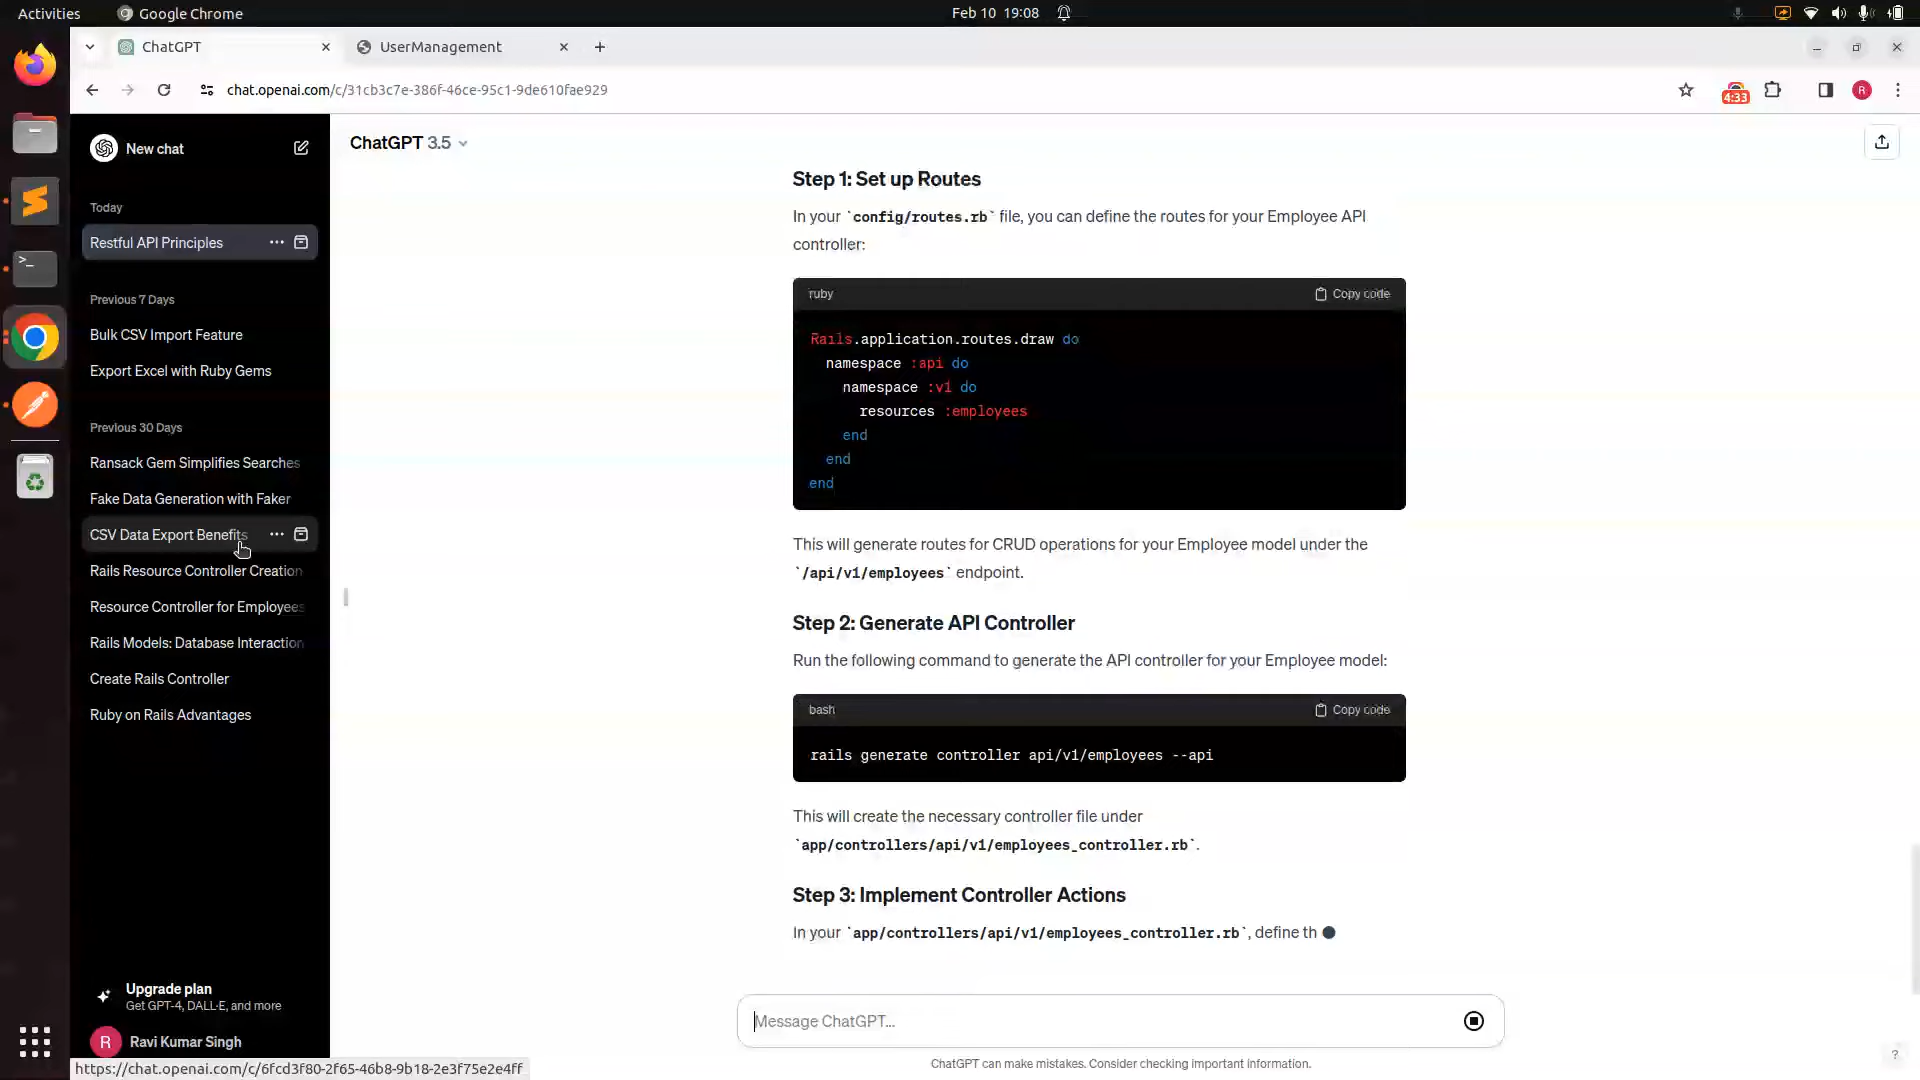 Activities
Google Chrome
Feb 10 19:08
ChatGPT
UserManagement
chat.openai.com/c/31cb3c7e-386f-46ce-95c1-9de610fae929
4:33
R
New chat
ChatGPT 3.5
Today
Restful API Principles
Previous 7 Days
Bulk CSV Import Feature
Export Excel with Ruby Gems
Previous 30 Days
Ransack Gem Simplifies Searches
Fake Data Generation with Faker
CSV Data Export Benefits
Rails Resource Controller Creation
Resource Controller for Employees
Rails Models: Database Interaction
Create Rails Controller
Ruby on Rails Advantages
Upgrade plan
Get GPT-4, DALL·E, and more
R
Ravi Kumar Singh
https://chat.openai.com/c/6fcd3f80-2f65-46b8-9b18-2e3f75e2e4ff
Step 1: Set up Routes
In your `config/routes.rb` file, you can define the routes for your Employee API
controller:
ruby
Copy code
Rails.application.routes.draw do
namespace :api do
namespace :v1 do
resources :employees
end
end
end
This will generate routes for CRUD operations for your Employee model under the
`/api/v1/employees` endpoint.
Step 2: Generate API Controller
Run the following command to generate the API controller for your Employee model:
bash
Copy code
rails generate controller api/v1/employees --api
This will create the necessary controller file under
`app/controllers/api/v1/employees_controller.rb`.
Step 3: Implement Controller Actions
In your `app/controllers/api/v1/employees_controller.rb`, define th
Message ChatGPT...
ChatGPT can make mistakes. Consider checking important information.
?